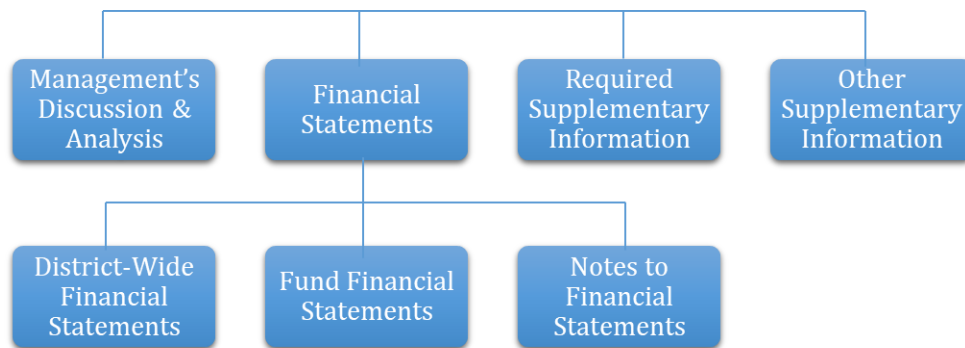 Management’s
Discussion &
Analysis
Financial
Statements
Required
Supplementary
Information
Other
Supplementary
Information
District-Wide
Financial
Statements
Fund Financial
Statements
Notes to
Financial
Statements